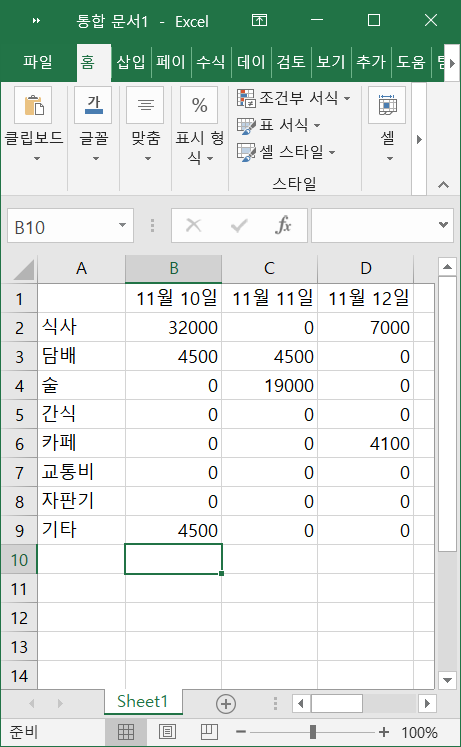 통합 문서1 - Excel
파일 홈 삽입 페이 수식 데이 검토 보기 추가 도움
클립보드 글꼴 맞춤 표시 형식 조건부 서식 표 서식 셀 스타일 스타일 셀
B10 fx
A B C D
1 11월 10일 11월 11일 11월 12일
2 식사 32000 0 7000
3 담배 4500 4500 0
4 술 0 19000 0
5 간식 0 0 0
6 카페 0 0 4100
7 교통비 0 0 0
8 자판기 0 0 0
9 기타 4500 0 0
10
11
12
13
14
Sheet1
준비 100%